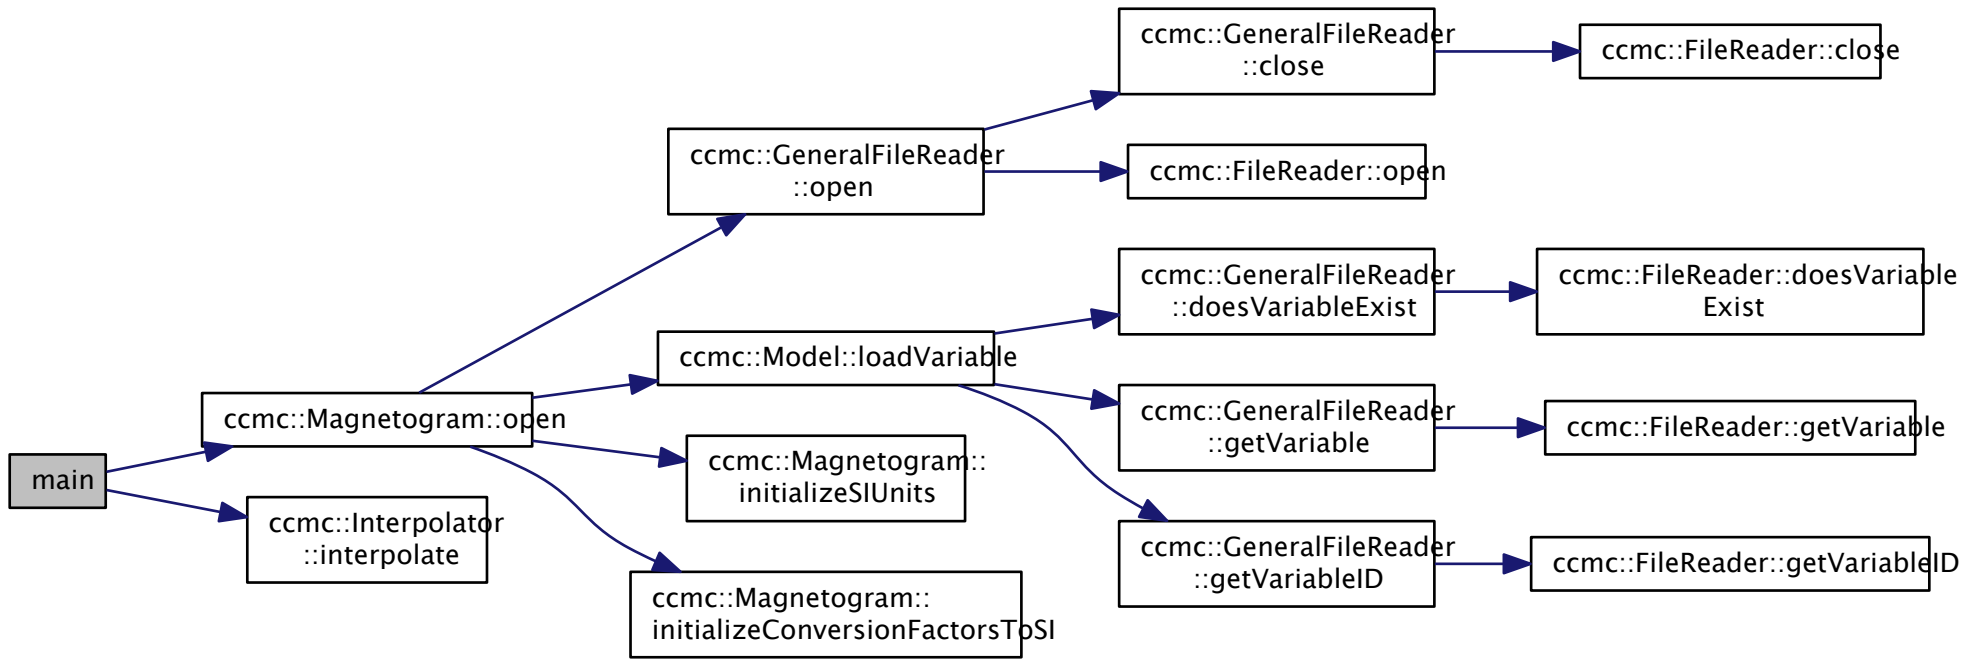 main
ccmc::Magnetogram::open
ccmc::Interpolator
::interpolate
ccmc::GeneralFileReader
::open
ccmc::Model::loadVariable
ccmc::Magnetogram::
initializeSIUnits
ccmc::Magnetogram::
initializeConversionFactorsToSI
ccmc::GeneralFileReader
::close
ccmc::FileReader::open
ccmc::GeneralFileReader
::doesVariableExist
ccmc::GeneralFileReader
::getVariable
ccmc::GeneralFileReader
::getVariableID
ccmc::FileReader::close
ccmc::FileReader::doesVariable
Exist
ccmc::FileReader::getVariable
ccmc::FileReader::getVariableID